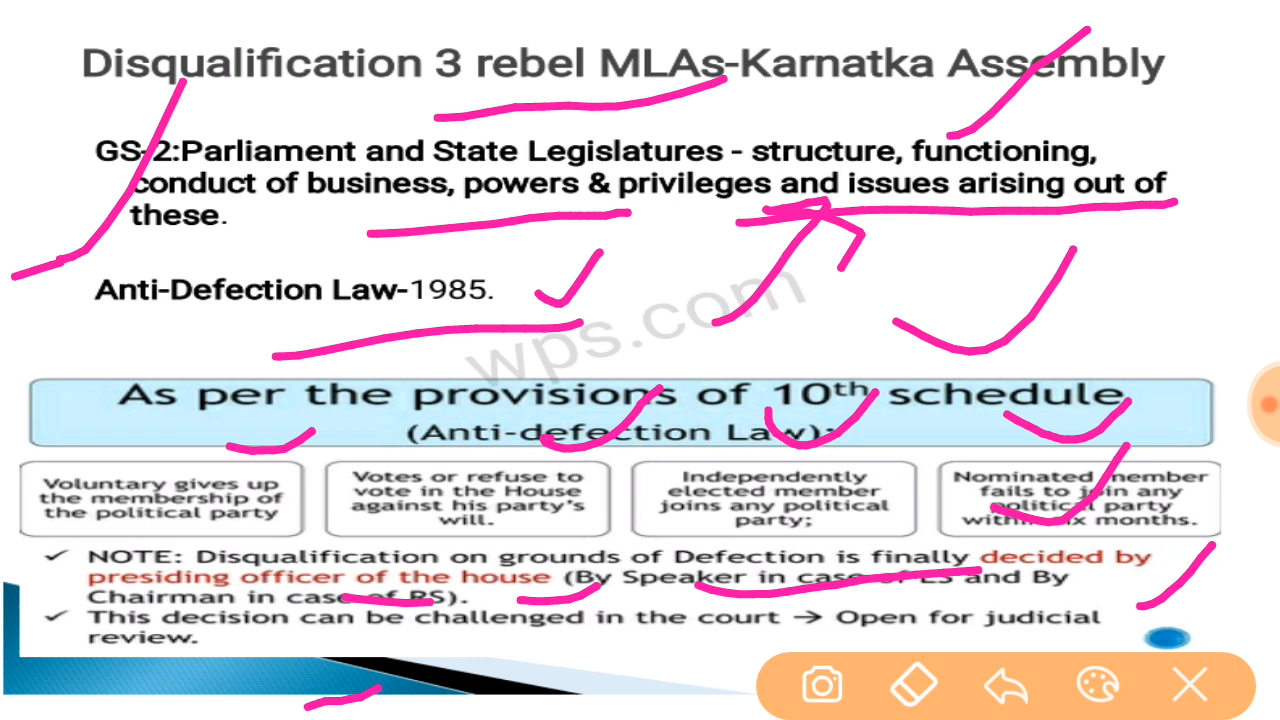 Disqualification 3 rebel MLAs-Karnatka Assembly
GS-2:Parliament and State Legislatures - structure, functioning,
conduct of business, powers & privileges and issues arising out of
these.
Anti-Defection Law-1985.
wps.com
As per the provisions of 10th schedule
(Anti-defection Law):
Voluntary gives up
the membership of
the political party
Votes or refuse to
vote in the House
against his party's
will.
Independently
elected member
joins any political
party;
Nominated member
fails to join any
political party
within six months.
✓ NOTE: Disqualification on grounds of Defection is finally decided by
presiding officer of the house (By Speaker in case of LS and By
Chairman in case of RS).
✓ This decision can be challenged in the court → Open for judicial
review.